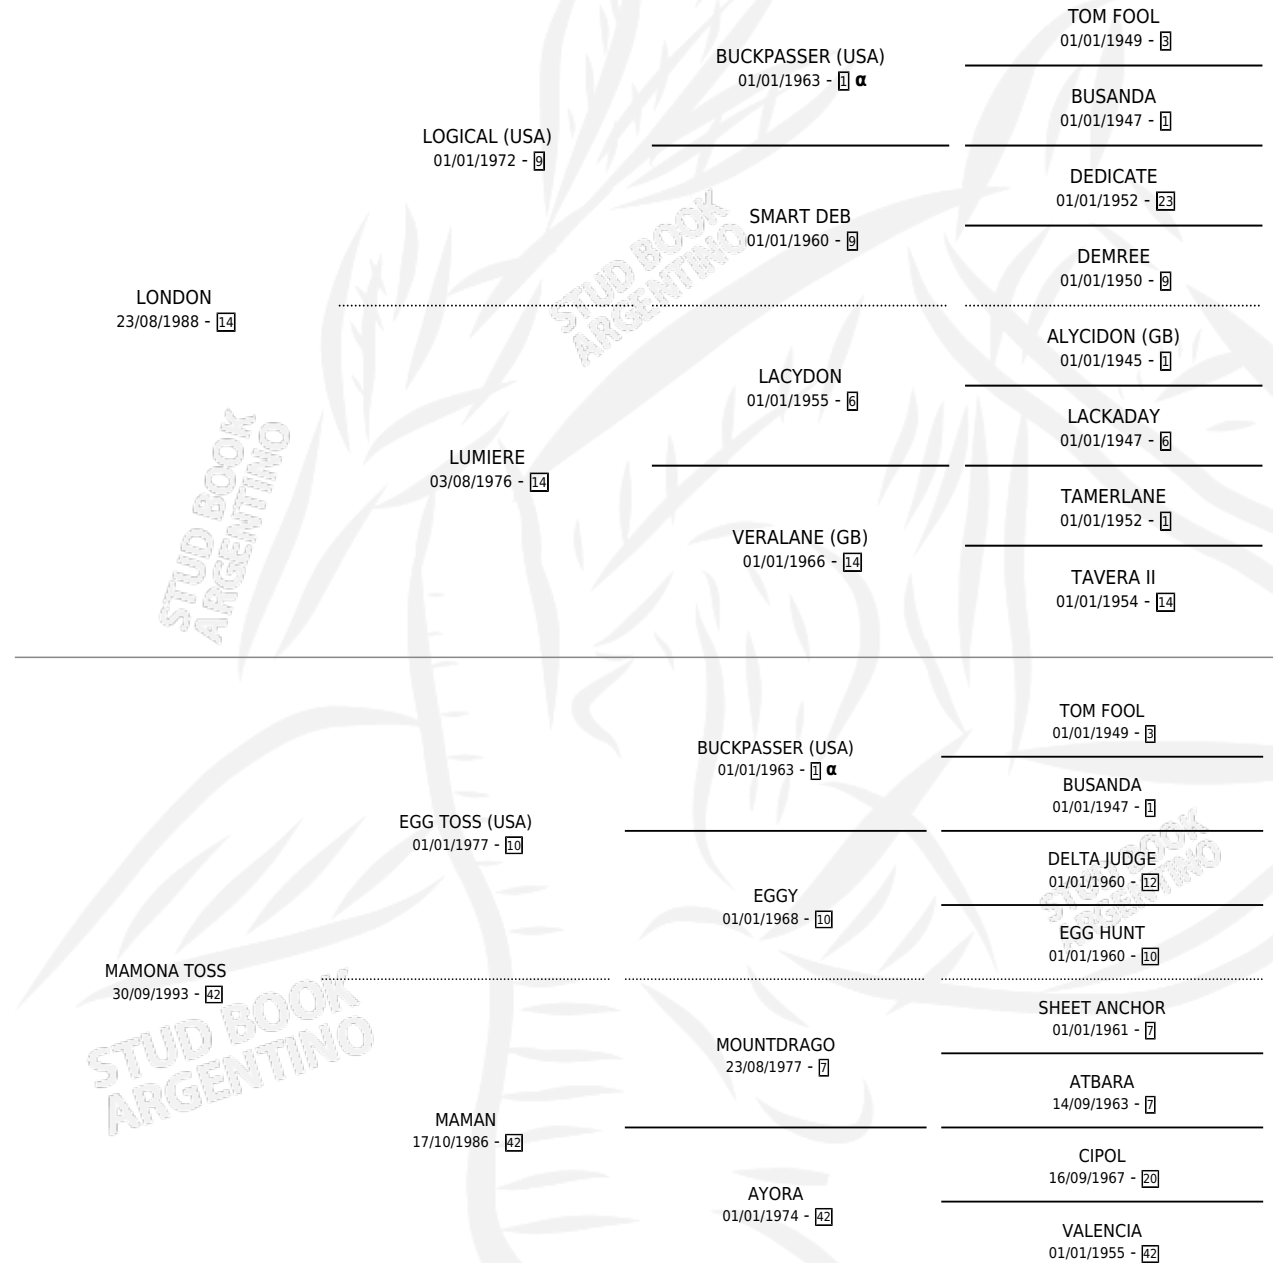 TOM FOOL
01/01/1949 - 3
BUCKPASSER (USA)
01/01/1963 - 1 α
BUSANDA
01/01/1947 - 1
LOGICAL (USA)
01/01/1972 - 9
DEDICATE
01/01/1952 - 23
SMART DEB
01/01/1960 - 9
DEMREE
01/01/1950 - 9
LONDON
23/08/1988 - 14
ALYCIDON (GB)
01/01/1945 - 1
LACYDON
01/01/1955 - 6
LACKADAY
01/01/1947 - 6
LUMIERE
03/08/1976 - 14
TAMERLANE
01/01/1952 - 1
VERALANE (GB)
01/01/1966 - 14
TAVERA II
01/01/1954 - 14
TOM FOOL
01/01/1949 - 3
BUCKPASSER (USA)
01/01/1963 - 1 α
BUSANDA
01/01/1947 - 1
EGG TOSS (USA)
01/01/1977 - 10
DELTA JUDGE
01/01/1960 - 12
EGGY
01/01/1968 - 10
EGG HUNT
01/01/1960 - 10
MAMONA TOSS
30/09/1993 - 42
SHEET ANCHOR
01/01/1961 - 7
MOUNTDRAGO
23/08/1977 - 7
ATBARA
14/09/1963 - 7
MAMAN
17/10/1986 - 42
CIPOL
16/09/1967 - 20
AYORA
01/01/1974 - 42
VALENCIA
01/01/1955 - 42
STUD BOOK
ARGENTINO
STUD BOOK
ARGENTINO
STUD BOOK
ARGENTINO
STUD BOOK
ARGENTINO